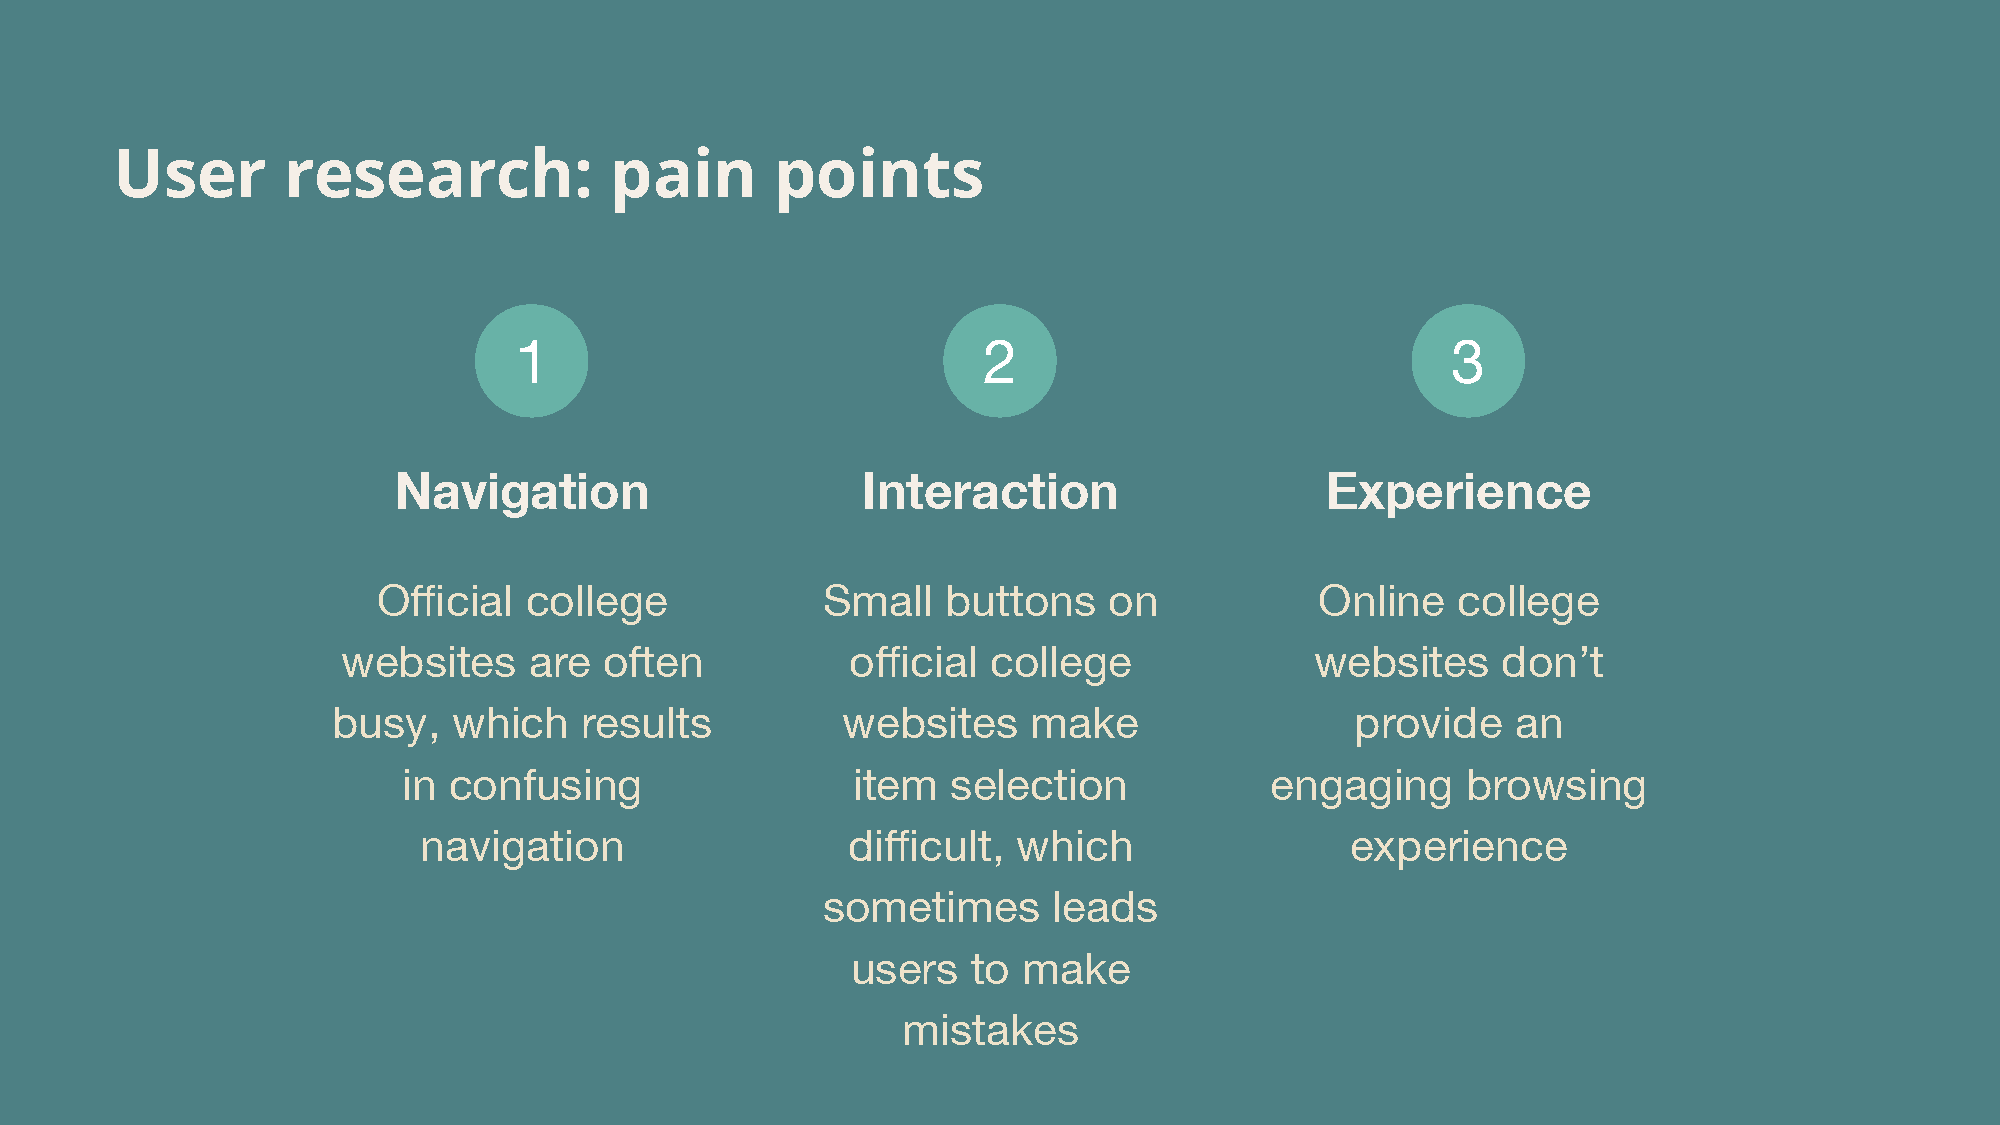 User research: pain points
1
Navigation
Official college
websites are often
busy, which results
in confusing
navigation
2
Interaction
Small buttons on
official college
websites make
item selection
difficult, which
sometimes leads
users to make
mistakes
3
Experience
Online college
websites don’t
provide an
engaging browsing
experience